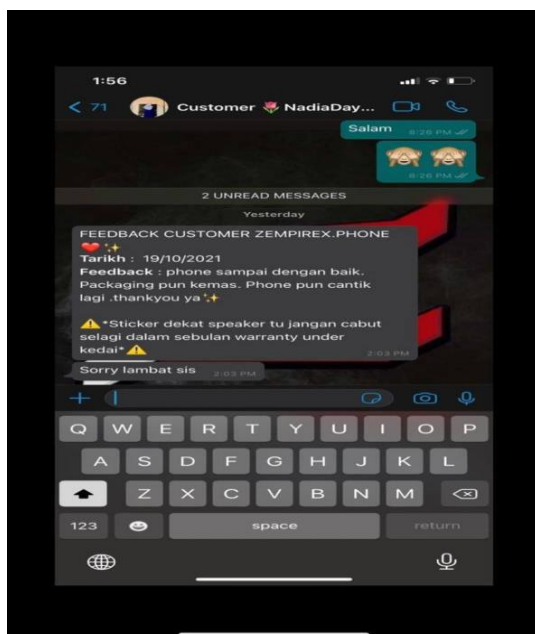 1:56
71 Customer 🌷 NadiaDay...
Salam 8:26 PM
🙈 🙈
8:26 PM
2 UNREAD MESSAGES
Yesterday
FEEDBACK CUSTOMER ZEMPIREX.PHONE
❤️ ✨
Tarikh : 19/10/2021
Feedback : phone sampai dengan baik.
Packaging pun kemas. Phone pun cantik
lagi .thankyou ya ✨
⚠️*Sticker dekat speaker tu jangan cabut
selagi dalam sebulan warranty under
kedai*⚠️
2:03 PM
Sorry lambat sis 2:03 PM
Q W E R T Y U I O P
A S D F G H J K L
Z X C V B N M
123 space return